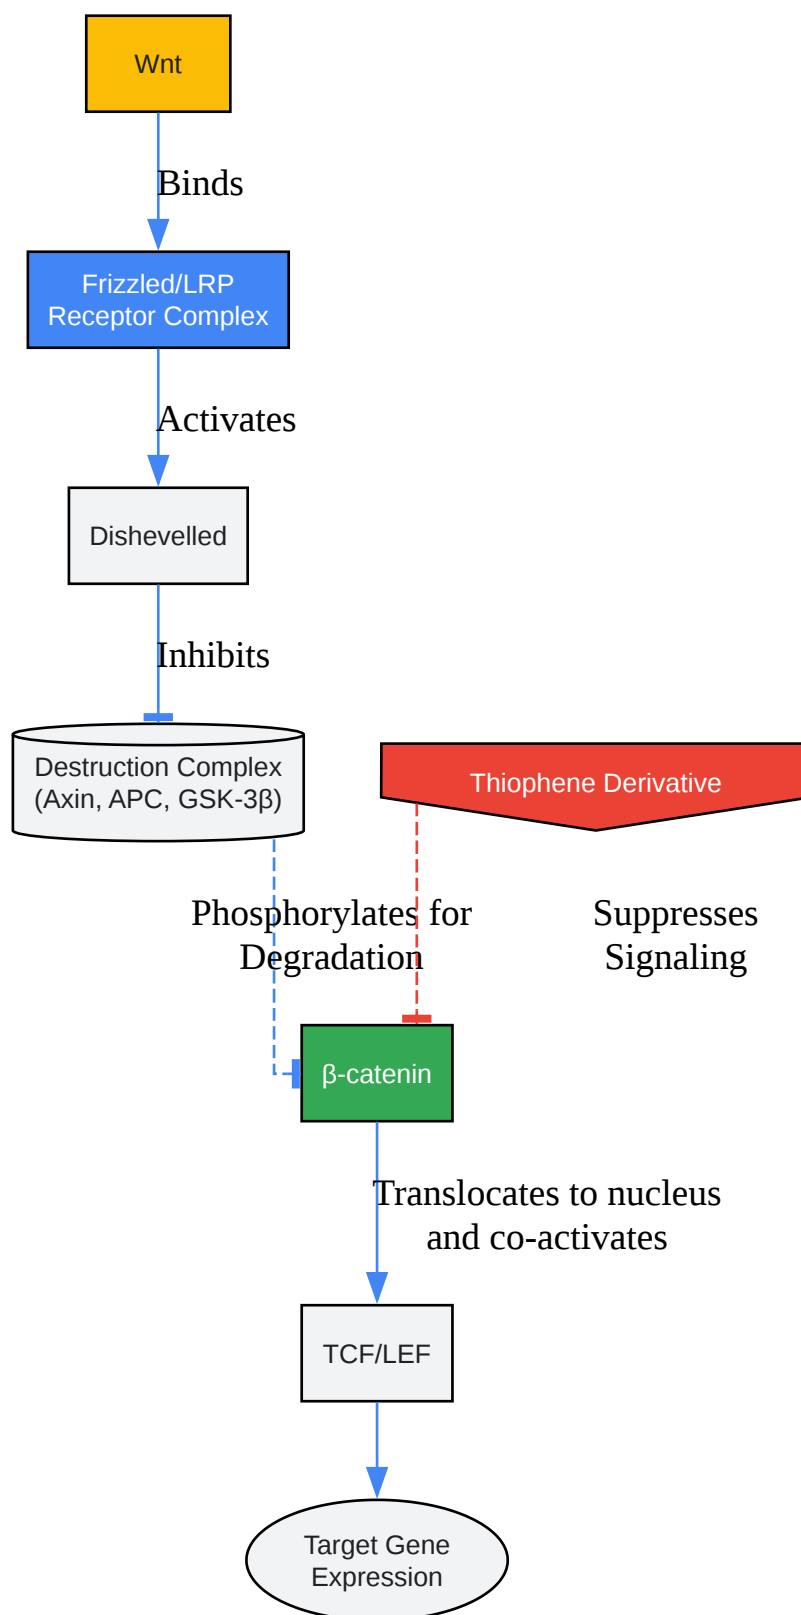 Wnt
Binds
Frizzled/LRP
Receptor Complex
Activates
Dishevelled
Inhibits
Destruction Complex
(Axin, APC, GSK-3β)
Thiophene Derivative
Phosphorylates for
Degradation
Suppresses
Signaling
β-catenin
Translocates to nucleus
and co-activates
TCF/LEF
Target Gene
Expression